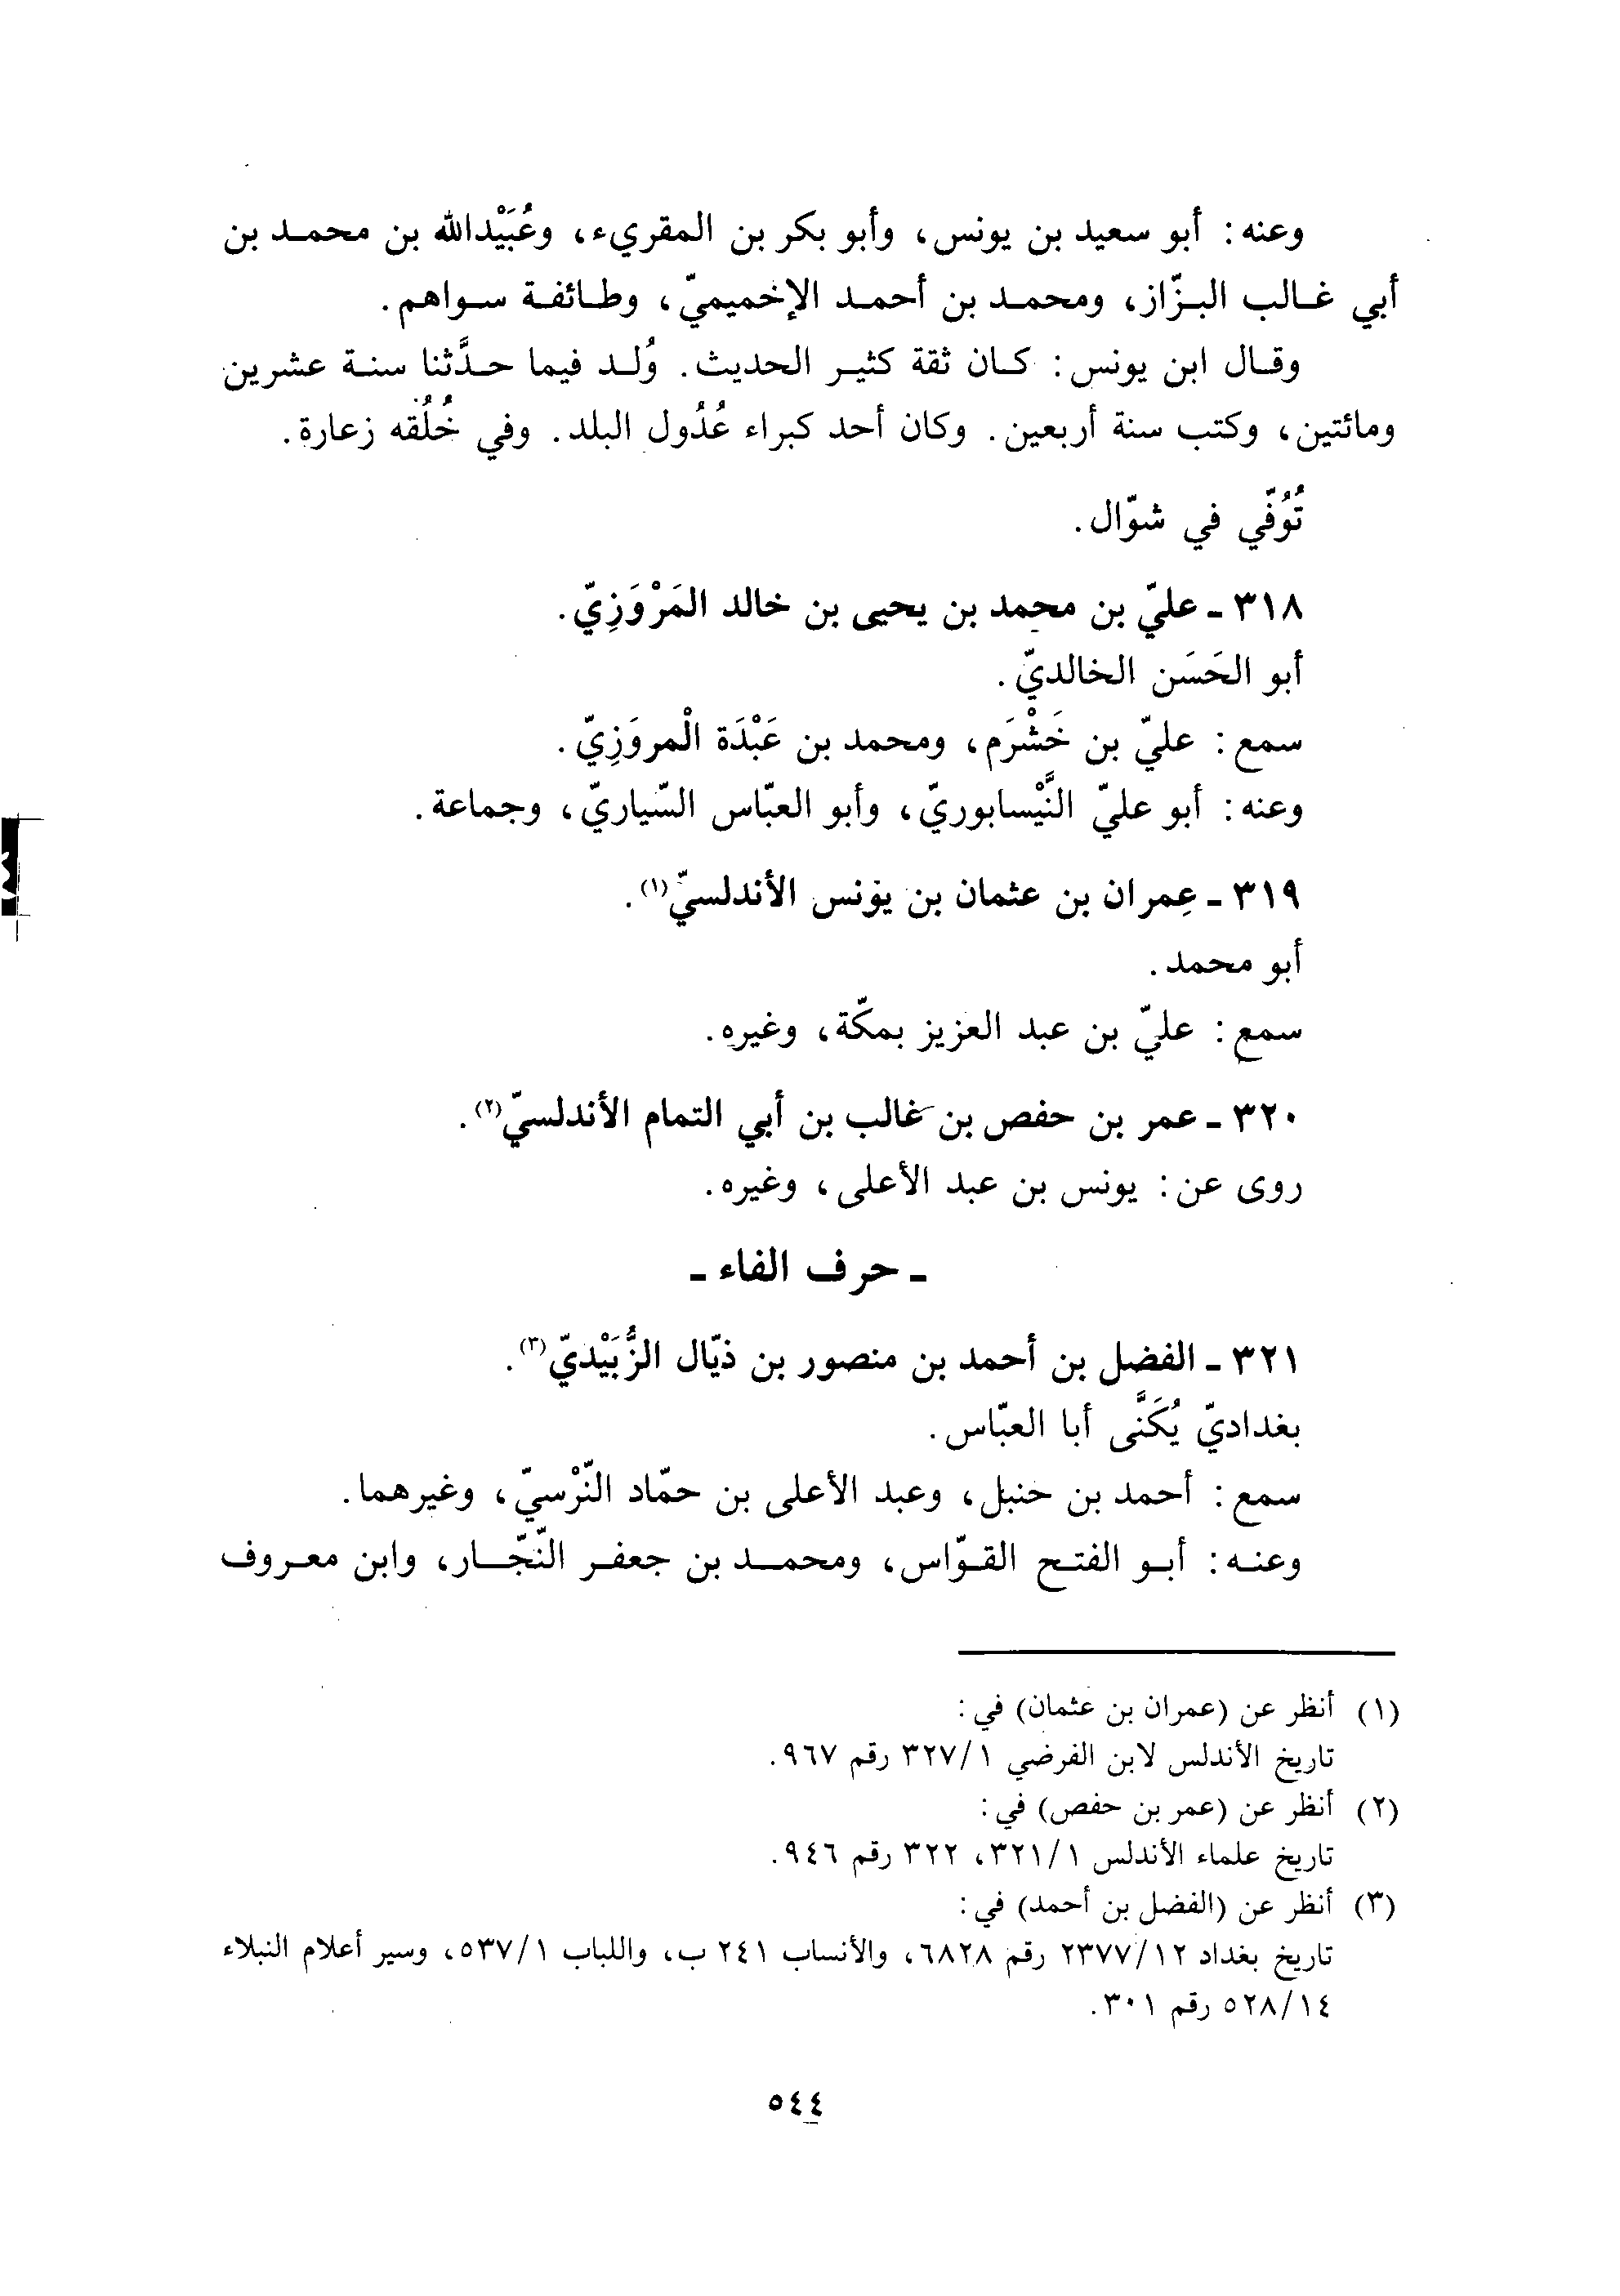 وعنه: أبو سعيد بن يونس، وأبو بكر بن المقريء، وعُبَيْدالله بن محمد بن
أبي غالب البزّاز، ومحمد بن أحمد الإخميميّ، وطائفة سواهم.
وقال ابن يونس: كان ثقة كثير الحديث. وُلد فيما حدَّثنا سنة عشرين
ومائتين، وكتب سنة أربعين. وكان أحد كبراء عُدُول البلد. وفي خُلُقه زعارة.
تُوُفّي في شوّال.
٣١٨ - عليّ بن محمد بن يحيى بن خالد المَرْوَزِيّ.
أبو الحَسَن الخالديّ.
سمع: عليّ بن خَشْرَم، ومحمد بن عَبْدَة الْمروَزِيّ.
وعنه: أبو عليّ النَّيْسابوريّ، وأبو العبّاس السّياريّ، وجماعة.
٣١٩ - عِمران بن عثمان بن يونس الأندلسيّ(١).
أبو محمد.
سمع: عليّ بن عبد العزيز بمكّة، وغيره.
٣٢٠ - عمر بن حفص بن غالب بن أبي التمام الأندلسيّ(٢).
روى عن: يونس بن عبد الأعلى، وغيره.
- حرف الفاء -
٣٢١ - الفضل بن أحمد بن منصور بن ذيّال الزُّبَيْديّ(٣).
بغداديّ يُكَنَّى أبا العبّاس.
سمع: أحمد بن حنبل، وعبد الأعلى بن حمّاد النّرْسيّ، وغيرهما.
وعنه: أبو الفتح القوّاس، ومحمد بن جعفر النّجّار، وابن معروف
(١) أنظر عن (عمران بن عثمان) في:
تاريخ الأندلس لابن الفرضي ٣٢٧/١ رقم ٩٦٧.
(٢) أنظر عن (عمر بن حفص) في:
تاريخ علماء الأندلس ٣٢١/١، ٣٢٢ رقم ٩٤٦.
(٣) أنظر عن (الفضل بن أحمد) في:
تاريخ بغداد ٢٣٧٧/١٢ رقم ٦٨٢٨، والأنساب ٢٤١ ب، واللباب ٥٣٧/١، وسير أعلام النبلاء
٥٢٨/١٤ رقم ٣٠١.
٥٤٤